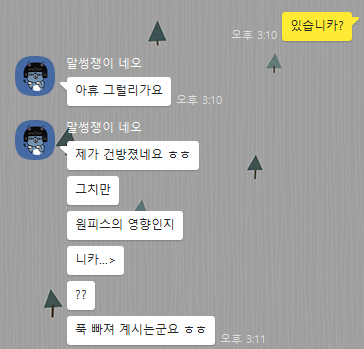 있습니까?
오후 3:10
말썽쟁이 네오
아휴 그럴리가요
오후 3:10
말썽쟁이 네오
제가 건방졌네요 ㅎㅎ
그치만
원피스의 영향인지
니카...>
??
푹 빠져 계시는군요 ㅎㅎ
오후 3:11